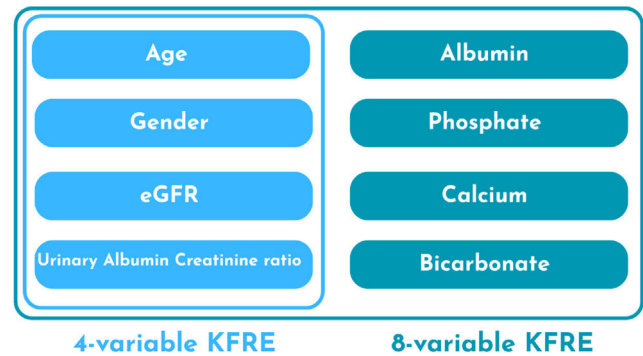 Age
Gender
eGFR
Urinary Albumin Creatinine ratio
Albumin
Phosphate
Calcium
Bicarbonate
4-variable KFRE
8-variable KFRE